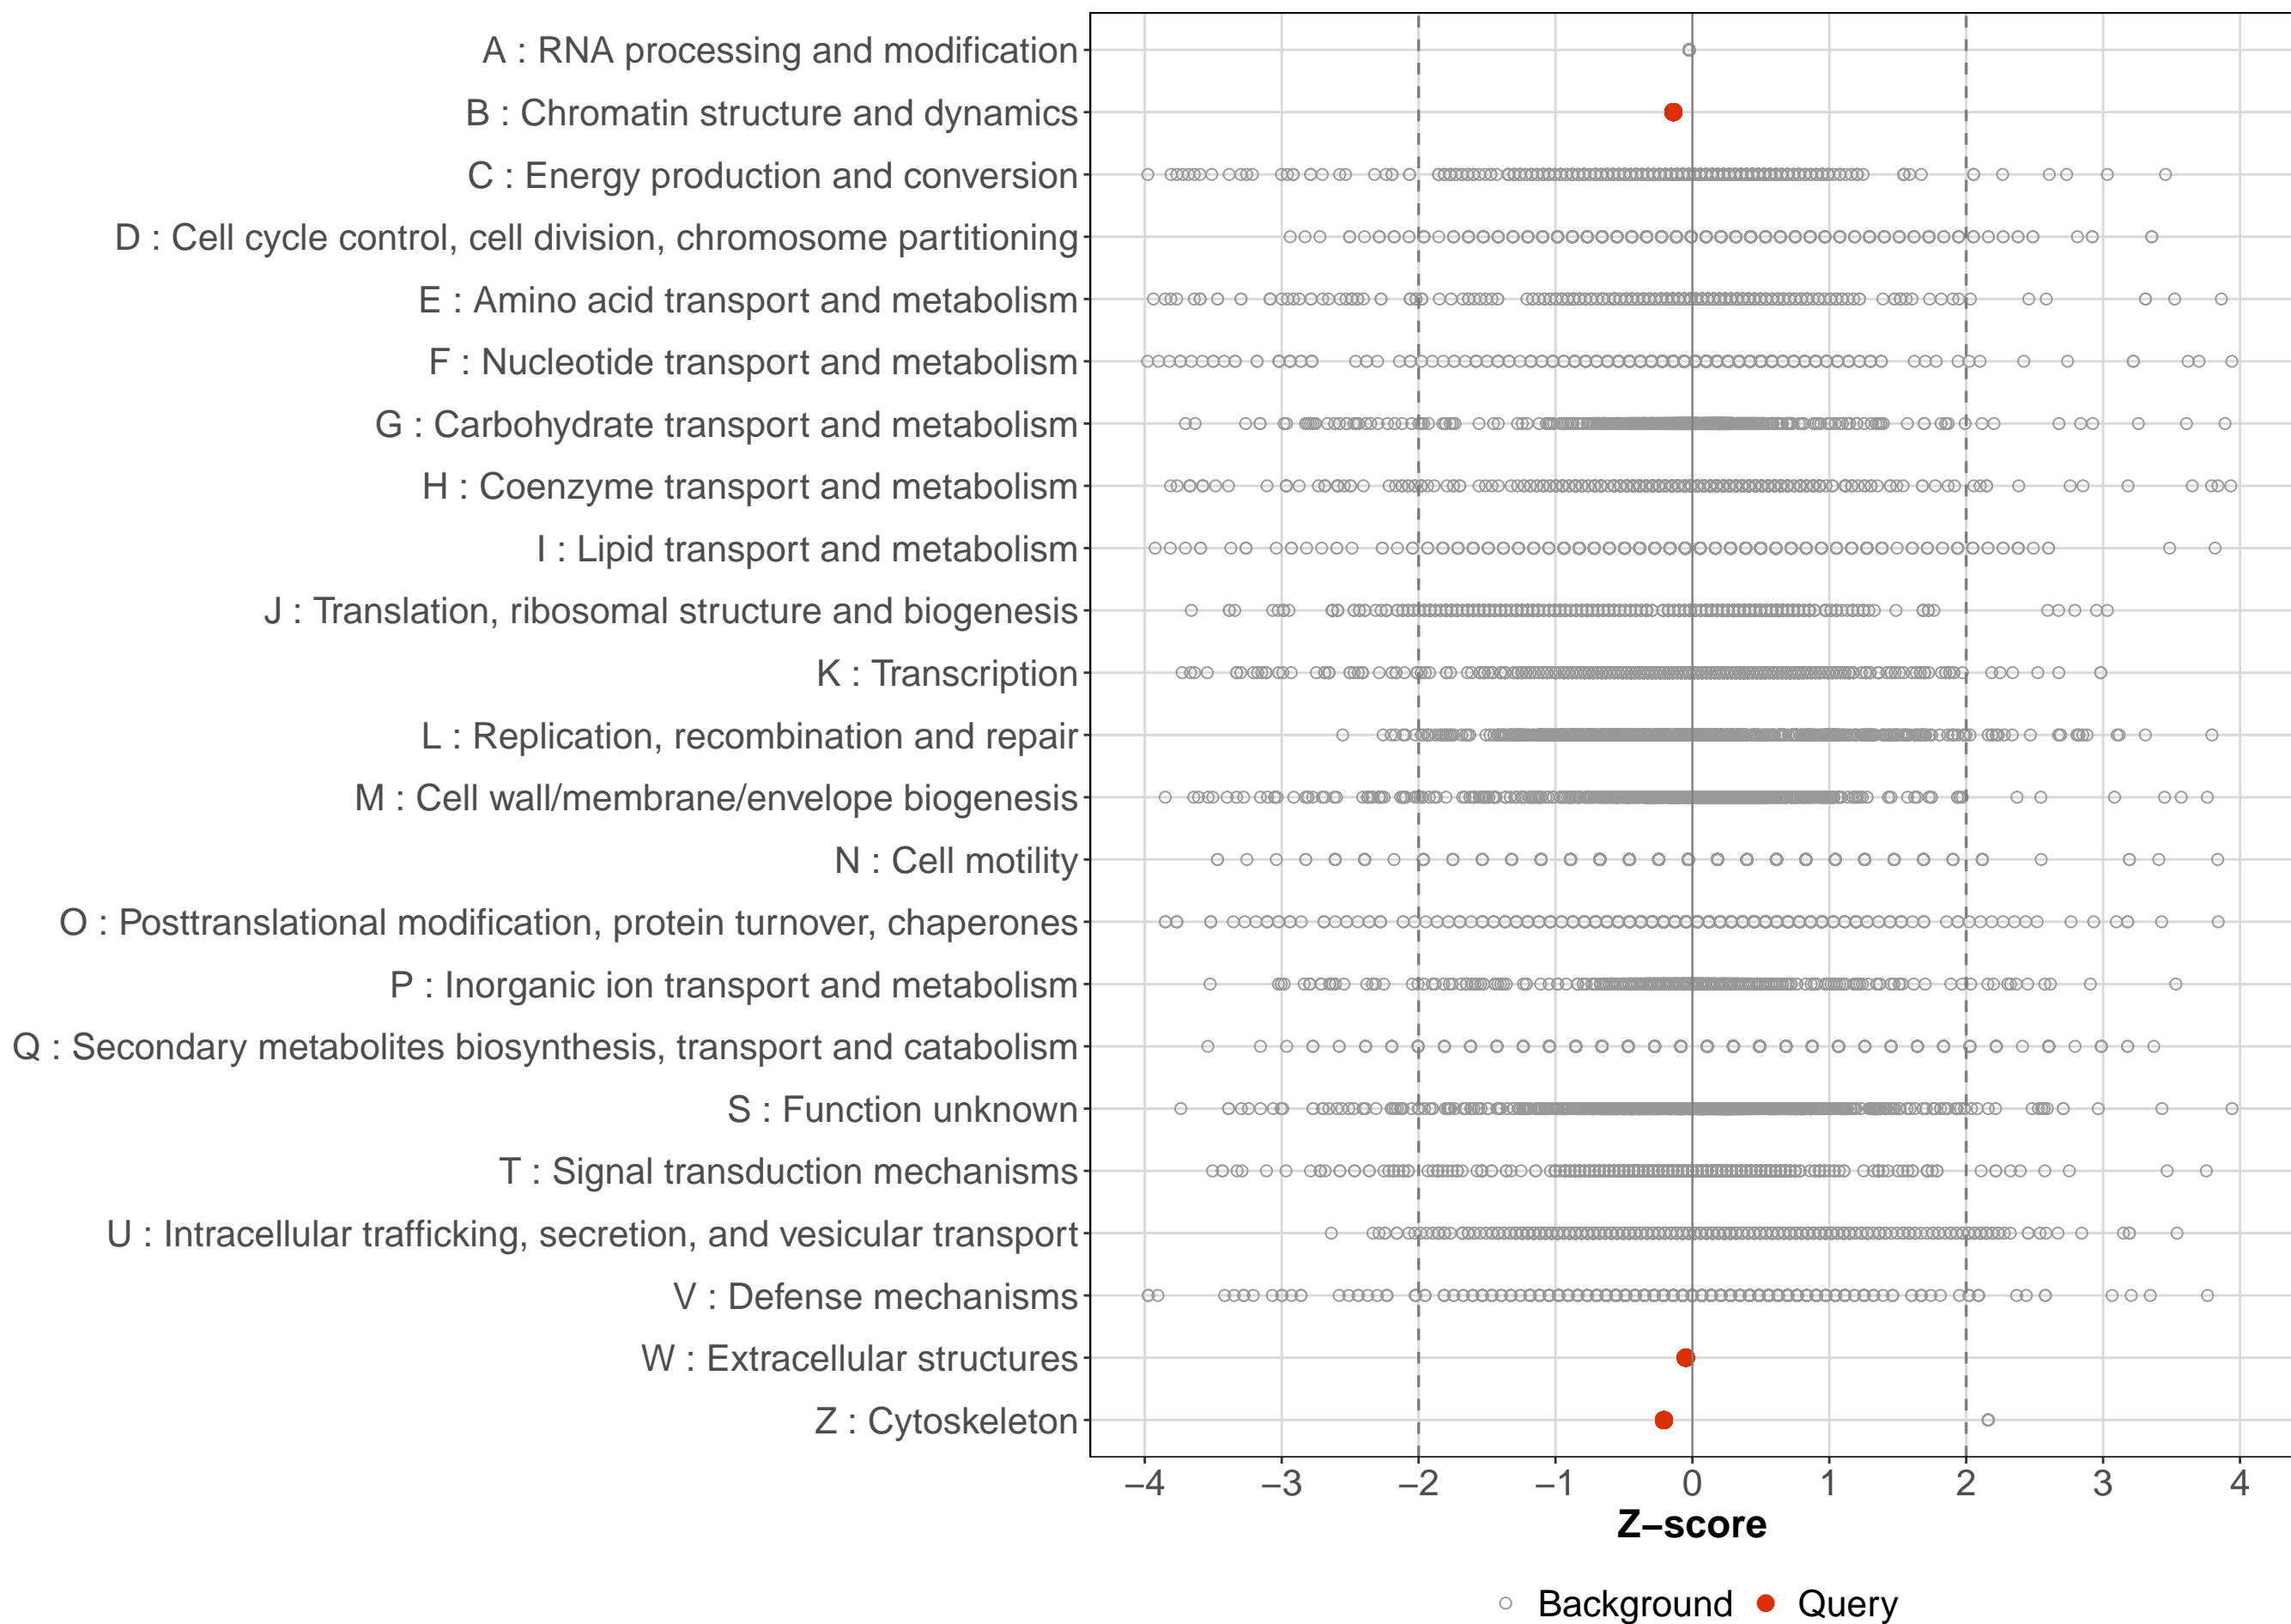 A : RNA processing and modification
B : Chromatin structure and dynamics
C : Energy production and conversion
D : Cell cycle control, cell division, chromosome partitioning
E : Amino acid transport and metabolism
F : Nucleotide transport and metabolism
G : Carbohydrate transport and metabolism
H : Coenzyme transport and metabolism
I : Lipid transport and metabolism
J : Translation, ribosomal structure and biogenesis
K : Transcription
L : Replication, recombination and repair
M : Cell wall/membrane/envelope biogenesis
N : Cell motility
O : Posttranslational modification, protein turnover, chaperones
P : Inorganic ion transport and metabolism
Q : Secondary metabolites biosynthesis, transport and catabolism
S : Function unknown
T : Signal transduction mechanisms
U : Intracellular trafficking, secretion, and vesicular transport
V : Defense mechanisms
W : Extracellular structures
Z : Cytoskeleton
−4 −3 −2 −1 0 1 2 3 4
Z−score
Background Query